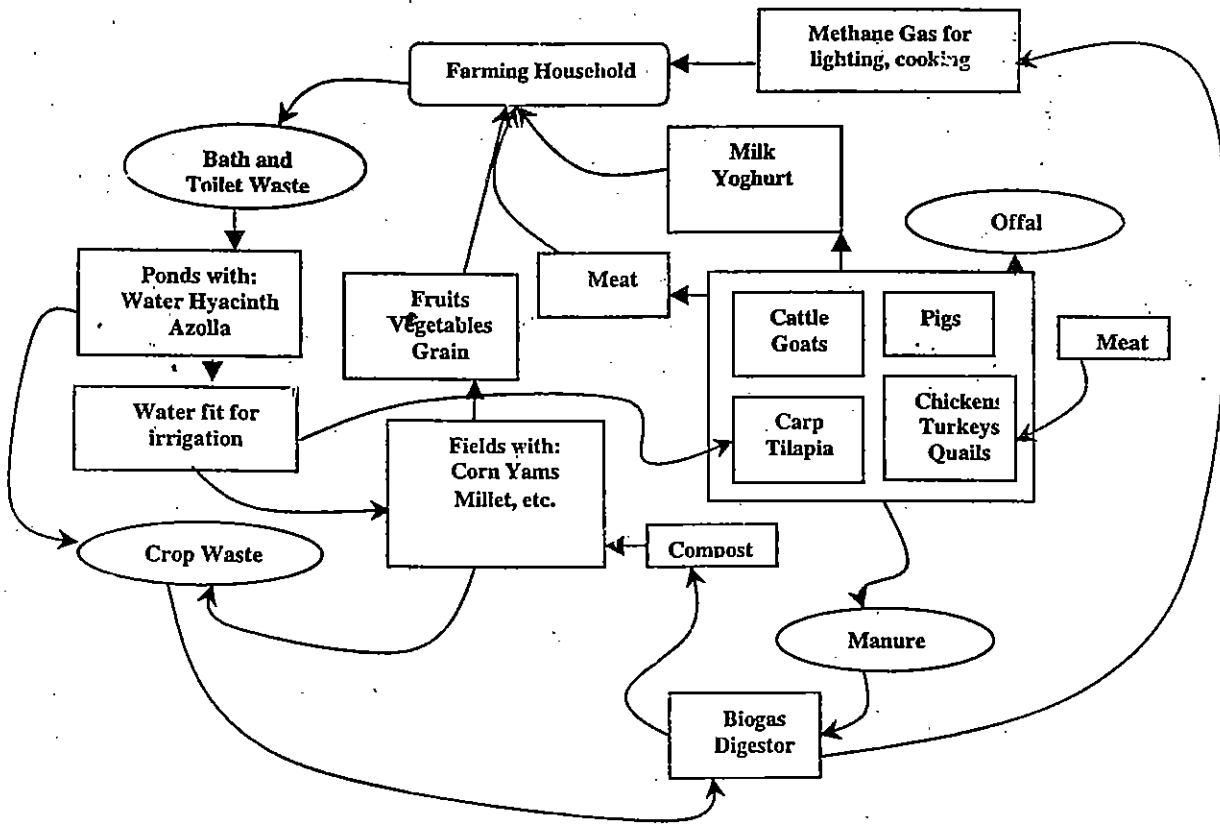 Methane Gas for
lighting, cooking
Farming Household
Bath and
Toilet Waste
Milk
Yoghurt
Offal
Ponds with:
Water Hyacinth
Azolla
Fruits
Vegetables
Grain
Meat
Cattle
Goats
Pigs
Meat
Water fit for
irrigation
Carp
Tilapia
Chickens
Turkeys
Quails
Fields with:
Corn Yams
Millet, etc.
Crop Waste
Compost
Manure
Biogas
Digestor